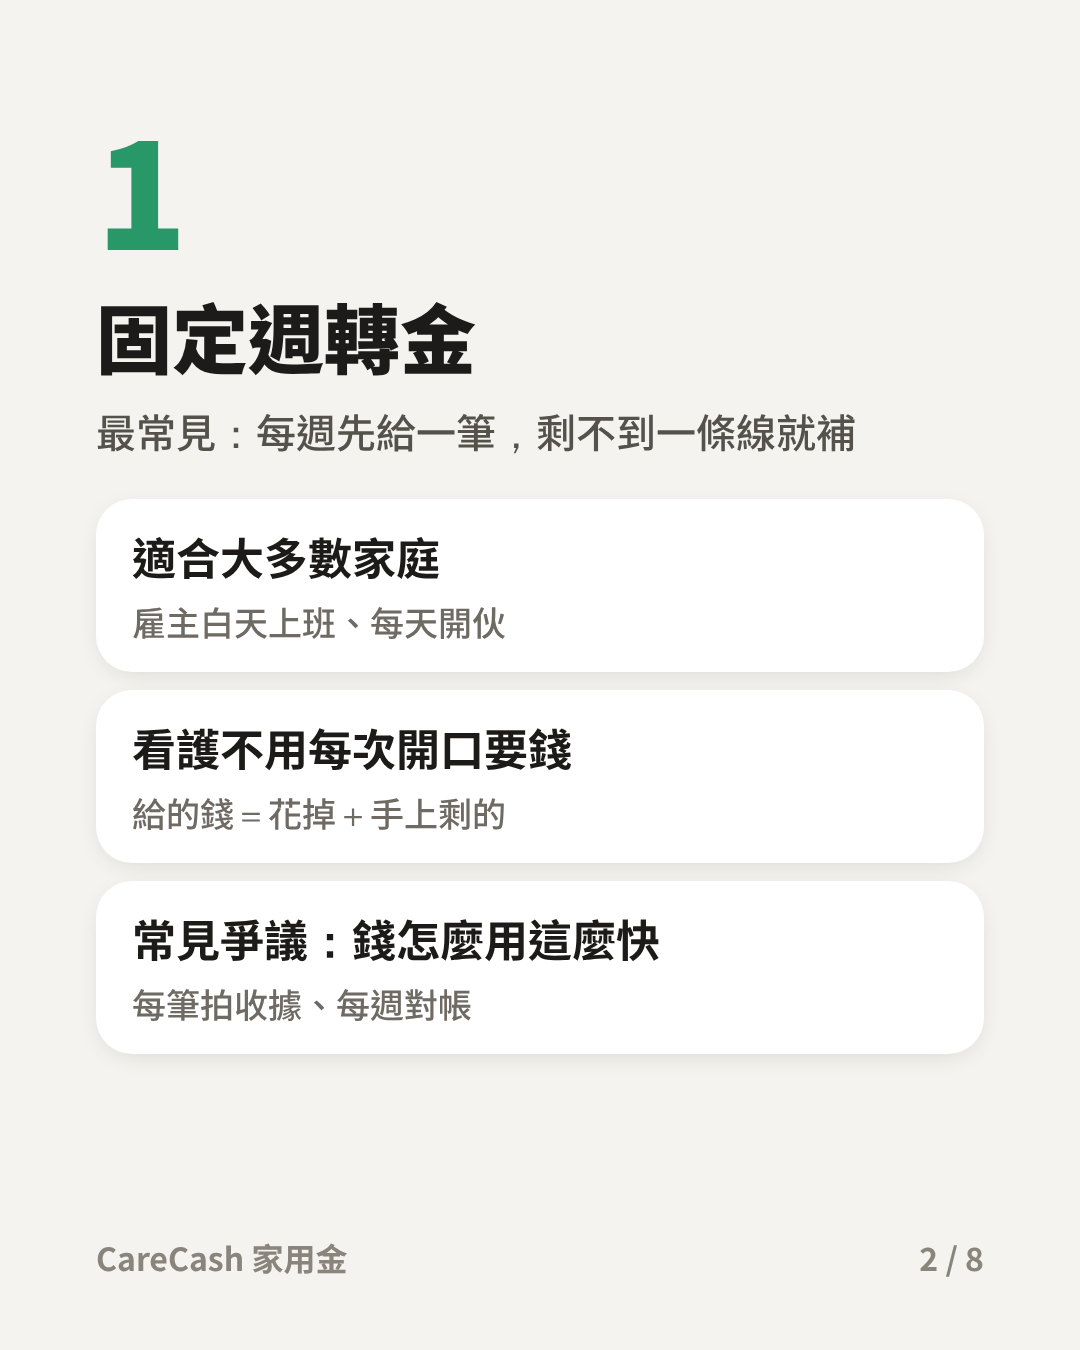 1
固定週轉金
最常見：每週先給一筆，剩不到一條線就補
適合大多數家庭
雇主白天上班、每天開伙
看護不用每次開口要錢
給的錢＝花掉＋手上剩的
常見爭議：錢怎麼用這麼快
每筆拍收據、每週對帳
CareCash 家用金
2 / 8